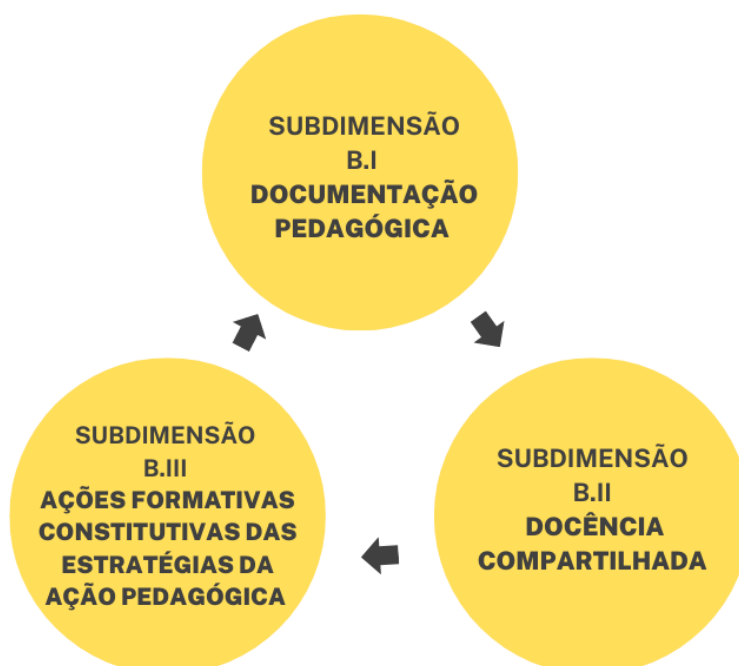 SUBDIMENSÃO
B.I
DOCUMENTAÇÃO
PEDAGÓGICA
SUBDIMENSÃO
B.II
DOCÊNCIA
COMPARTILHADA
SUBDIMENSÃO
B.III
AÇÕES FORMATIVAS
CONSTITUTIVAS DAS
ESTRATÉGIAS DA
AÇÃO PEDAGÓGICA